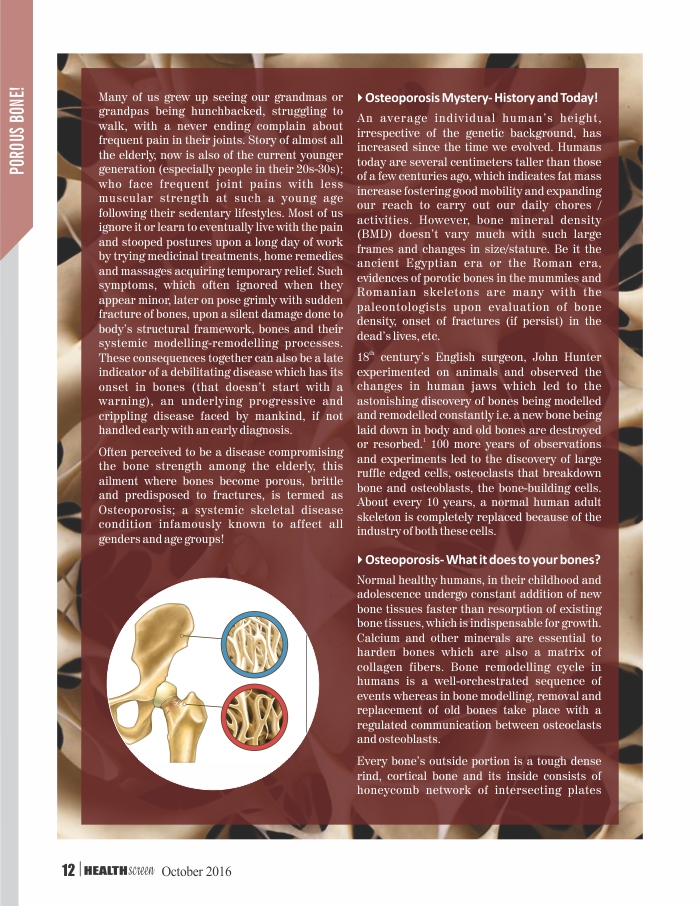 POROUS BONE!
Many of us grew up seeing our grandmas or
grandpas being hunchbacked, struggling to
walk, with a never ending complain about
frequent pain in their joints. Story of almost all
the elderly, now is also of the current younger
generation (especially people in their 20s-30s);
who face frequent joint pains with less
muscular strength at such a young age
following their sedentary lifestyles. Most of us
ignore it or learn to eventually live with the pain
and stooped postures upon a long day of work
by trying medicinal treatments, home remedies
and massages acquiring temporary relief. Such
symptoms, which often ignored when they
appear minor, later on pose grimly with sudden
fracture of bones, upon a silent damage done to
body's structural framework, bones and their
systemic modelling-remodelling processes.
These consequences together can also be a late
indicator of a debilitating disease which has its
onset in bones (that doesn't start with a
warning), an underlying progressive and
crippling disease faced by mankind, if not
handled early with an early diagnosis.
Often perceived to be a disease compromising
the bone strength among the elderly, this
ailment where bones become porous, brittle
and predisposed to fractures, is termed as
Osteoporosis; a systemic skeletal disease
condition infamously known to affect all
genders and age groups!
Osteoporosis Mystery- History and Today!
An average individual human's height,
irrespective of the genetic background, has
increased since the time we evolved. Humans
today are several centimeters taller than those
of a few centuries ago, which indicates fat mass
increase fostering good mobility and expanding
our reach to carry out our daily chores /
activities. However, bone mineral density
(BMD) doesn't vary much with such large
frames and changes in size/stature. Be it the
ancient Egyptian era or the Roman era,
evidences of porotic bones in the mummies and
Romanian skeletons are many with the
paleontologists upon evaluation of bone
density, onset of fractures (if persist) in the
dead's lives, etc.
18th century's English surgeon, John Hunter
experimented on animals and observed the
changes in human jaws which led to the
astonishing discovery of bones being modelled
and remodelled constantly i.e. a new bone being
laid down in body and old bones are destroyed
or resorbed.1 100 more years of observations
and experiments led to the discovery of large
ruffle edged cells, osteoclasts that breakdown
bone and osteoblasts, the bone-building cells.
About every 10 years, a normal human adult
skeleton is completely replaced because of the
industry of both these cells.
Osteoporosis- What it does to your bones?
Normal healthy humans, in their childhood and
adolescence undergo constant addition of new
bone tissues faster than resorption of existing
bone tissues, which is indispensable for growth.
Calcium and other minerals are essential to
harden bones which are also a matrix of
collagen fibers. Bone remodelling cycle in
humans is a well-orchestrated sequence of
events whereas in bone modelling, removal and
replacement of old bones take place with a
regulated communication between osteoclasts
and osteoblasts.
Every bone's outside portion is a tough dense
rind, cortical bone and its inside consists of
honeycomb network of intersecting plates
12 | HEALTHscreen October 2016